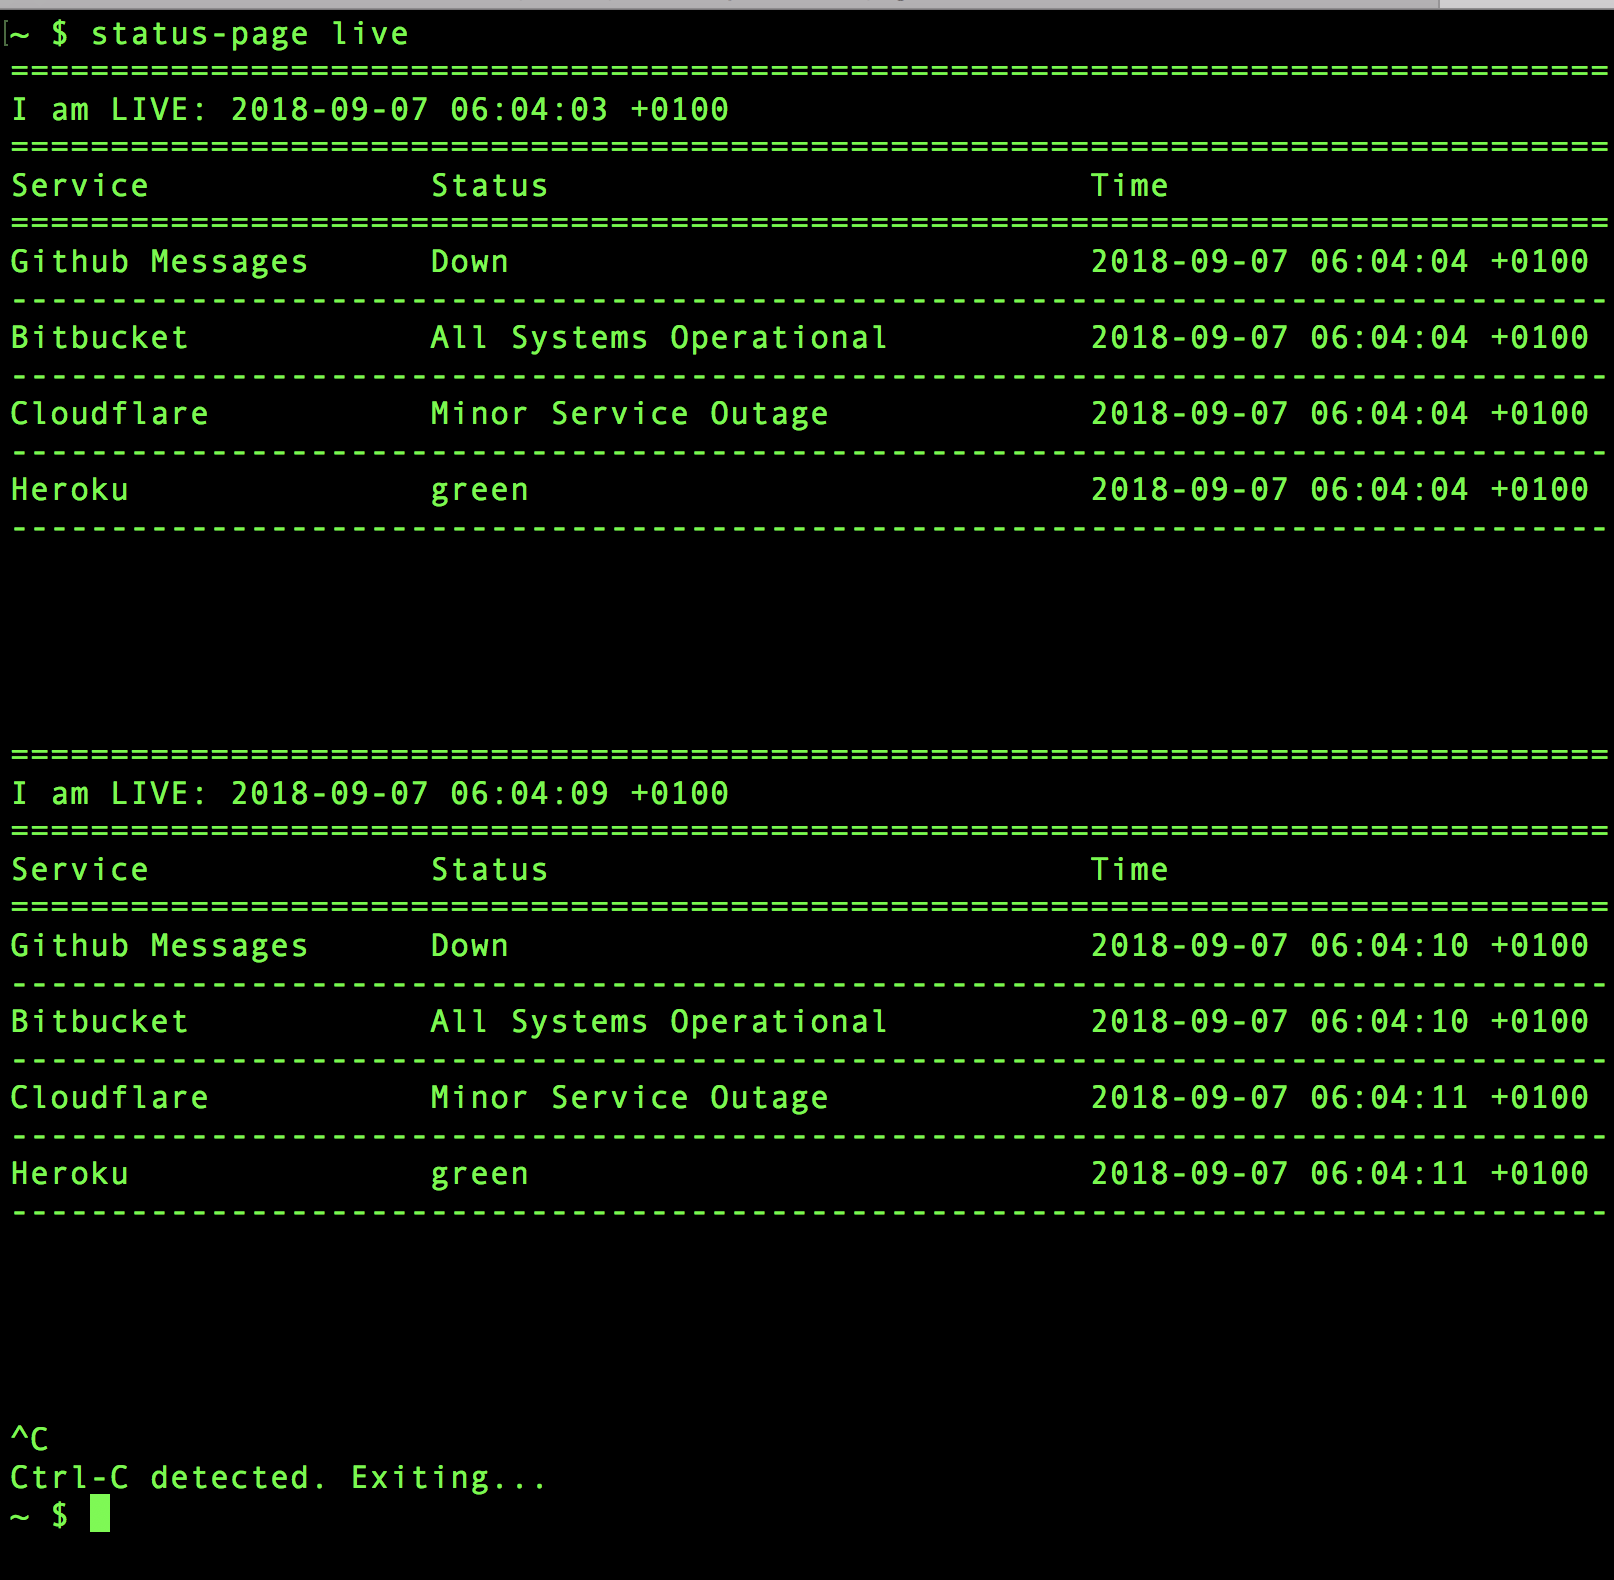 ~ $ status-page live
================================================================================
I am LIVE: 2018-09-07 06:04:03 +0100
================================================================================
Service              Status                           Time
================================================================================
Github Messages      Down                             2018-09-07 06:04:04 +0100
--------------------------------------------------------------------------------
Bitbucket            All Systems Operational          2018-09-07 06:04:04 +0100
--------------------------------------------------------------------------------
Cloudflare           Minor Service Outage             2018-09-07 06:04:04 +0100
--------------------------------------------------------------------------------
Heroku               green                            2018-09-07 06:04:04 +0100
--------------------------------------------------------------------------------
================================================================================
I am LIVE: 2018-09-07 06:04:09 +0100
================================================================================
Service              Status                           Time
================================================================================
Github Messages      Down                             2018-09-07 06:04:10 +0100
--------------------------------------------------------------------------------
Bitbucket            All Systems Operational          2018-09-07 06:04:10 +0100
--------------------------------------------------------------------------------
Cloudflare           Minor Service Outage             2018-09-07 06:04:11 +0100
--------------------------------------------------------------------------------
Heroku               green                            2018-09-07 06:04:11 +0100
--------------------------------------------------------------------------------
^C
Ctrl-C detected. Exiting...
~ $